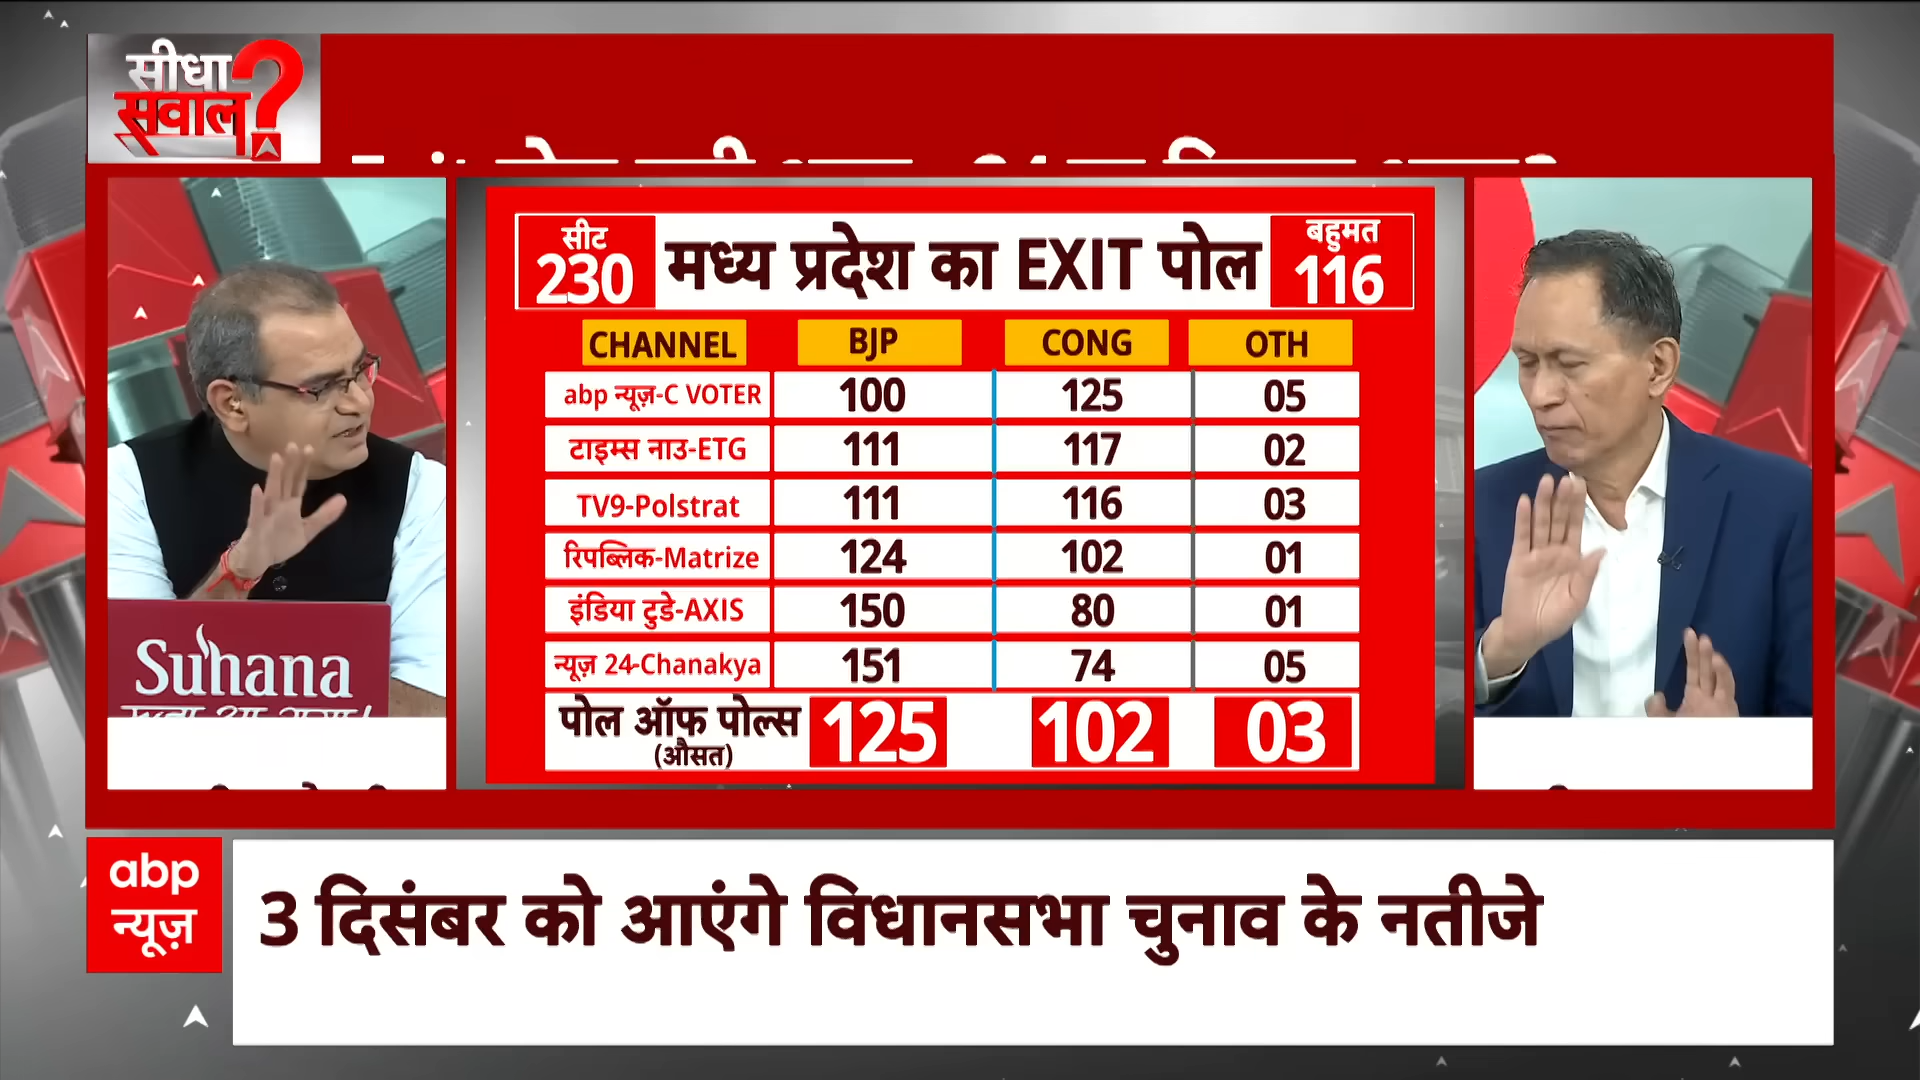 सीधा
सवाल?
सीट
230
मध्य प्रदेश का EXIT पोल
बहुमत
116
CHANNEL BJP CONG OTH
abp न्यूज़-C VOTER 100 125 05
टाइम्स नाउ-ETG 111 117 02
TV9-Polstrat 111 116 03
रिपब्लिक-Matrize 124 102 01
इंडिया टुडे-AXIS 150 80 01
न्यूज़ 24-Chanakya 151 74 05
पोल ऑफ पोल्स 125 102 03
(औसत)
Suhana
abp
न्यूज़
3 दिसंबर को आएंगे विधानसभा चुनाव के नतीजे